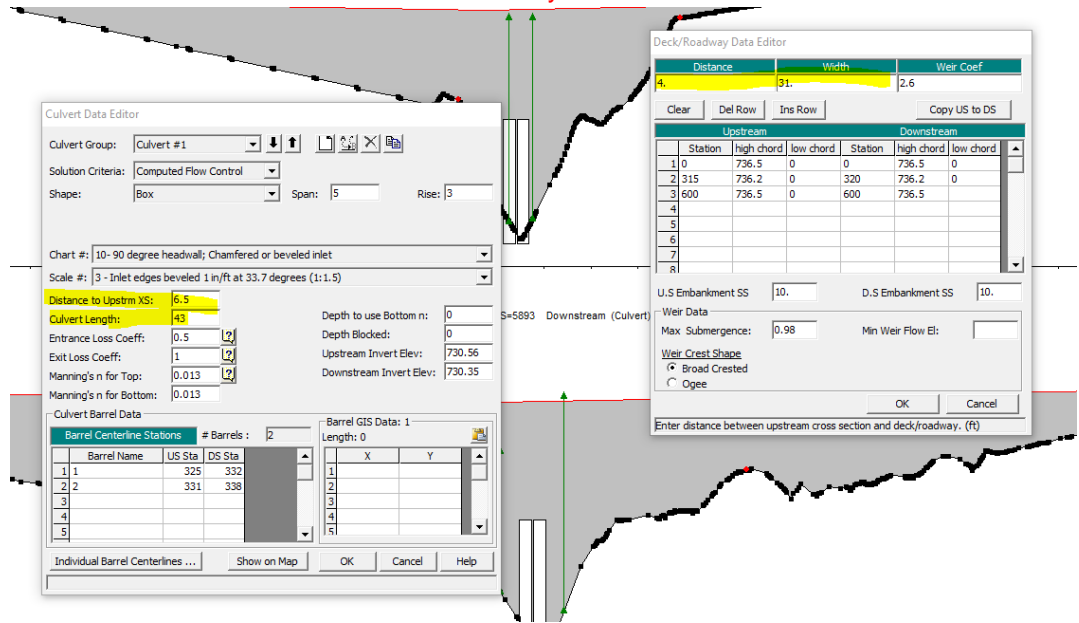 Culvert Data Editor
Culvert Group: Culvert #1
Solution Criteria: Computed Flow Control
Shape: Box Span: 5 Rise: 3
Chart #: 10- 90 degree headwall; Chamfered or beveled inlet
Scale #: 3 - Inlet edges beveled 1 in/ft at 33.7 degrees (1:1.5)
Distance to Upstrm XS: 6.5
Culvert Length: 43
Entrance Loss Coeff: 0.5 ?
Exit Loss Coeff: 1 ?
Manning's n for Top: 0.013 ?
Manning's n for Bottom: 0.013
Depth to use Bottom n: 0
Depth Blocked: 0
Upstream Invert Elev: 730.56
Downstream Invert Elev: 730.35
Culvert Barrel Data
Barrel Centerline Stations # Barrels : 2
Barrel Name US Sta DS Sta
1 1 325 332
2 2 331 338
3
4
5
Barrel GIS Data: 1
Length: 0
X Y
1
2
3
4
5
Individual Barrel Centerlines ... Show on Map OK Cancel Help
S=5893 Downstream (Culvert)
Deck/Roadway Data Editor
Distance Width Weir Coef
4. 31. 2.6
Clear Del Row Ins Row Copy US to DS
Upstream Downstream
Station high chord low chord Station high chord low chord
1 0 736.5 0 0 736.5 0
2 315 736.2 0 320 736.2 0
3 600 736.5 0 600 736.5
4
5
6
7
8
U.S Embankment SS 10. D.S Embankment SS 10.
Weir Data
Max Submergence: 0.98 Min Weir Flow El:
Weir Crest Shape
Broad Crested
Ogee
OK Cancel
Enter distance between upstream cross section and deck/roadway. (ft)